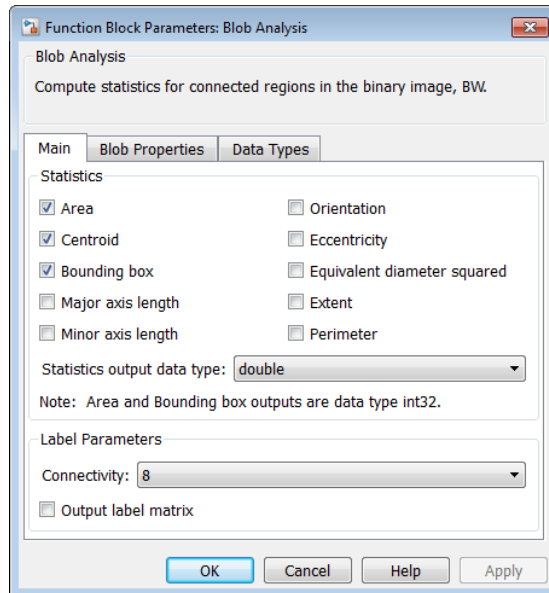 Function Block Parameters: Blob Analysis
Blob Analysis
Compute statistics for connected regions in the binary image, BW.
Main Blob Properties Data Types
Statistics
Area Orientation
Centroid Eccentricity
Bounding box Equivalent diameter squared
Major axis length Extent
Minor axis length Perimeter
Statistics output data type: double
Note: Area and Bounding box outputs are data type int32.
Label Parameters
Connectivity: 8
Output label matrix
OK Cancel Help Apply